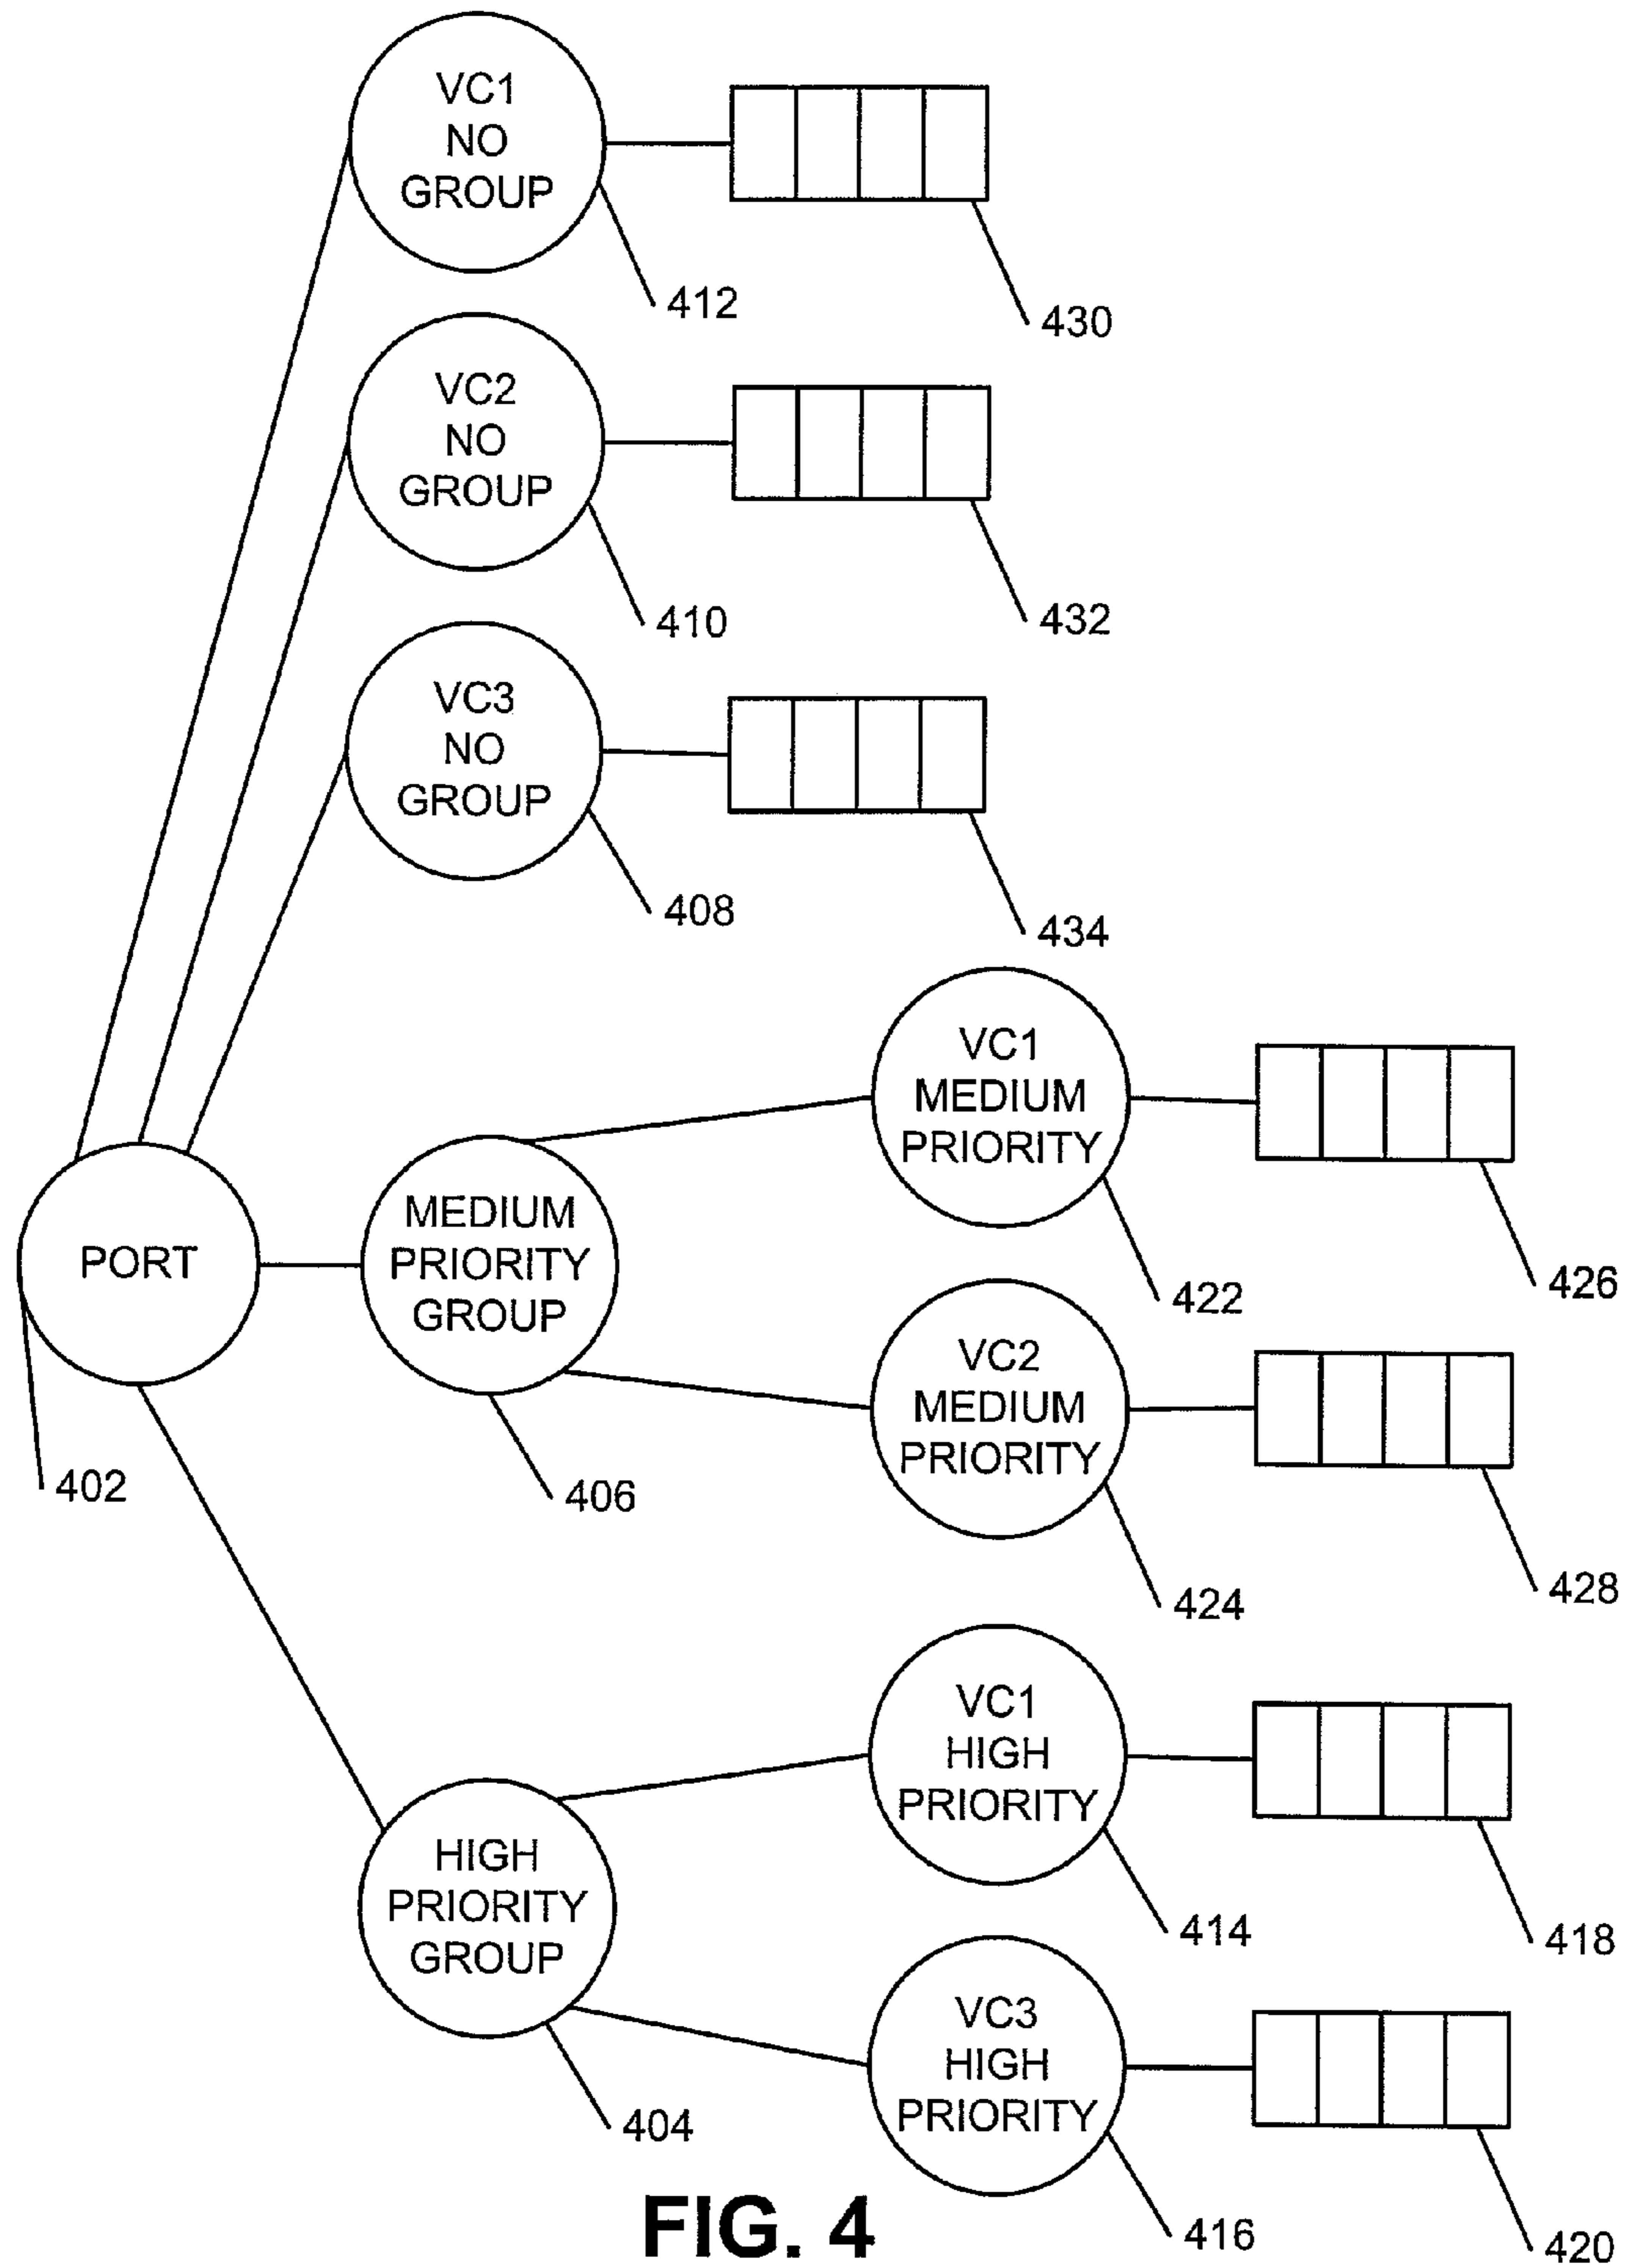 VC1
NO
GROUP
412
430
VC2
NO
GROUP
410
432
VC3
NO
GROUP
408
434
VC1
MEDIUM
PRIORITY
422
426
PORT
402
MEDIUM
PRIORITY
GROUP
406
VC2
MEDIUM
PRIORITY
424
428
VC1
HIGH
PRIORITY
414
418
HIGH
PRIORITY
GROUP
404
VC3
HIGH
PRIORITY
416
420
FIG. 4